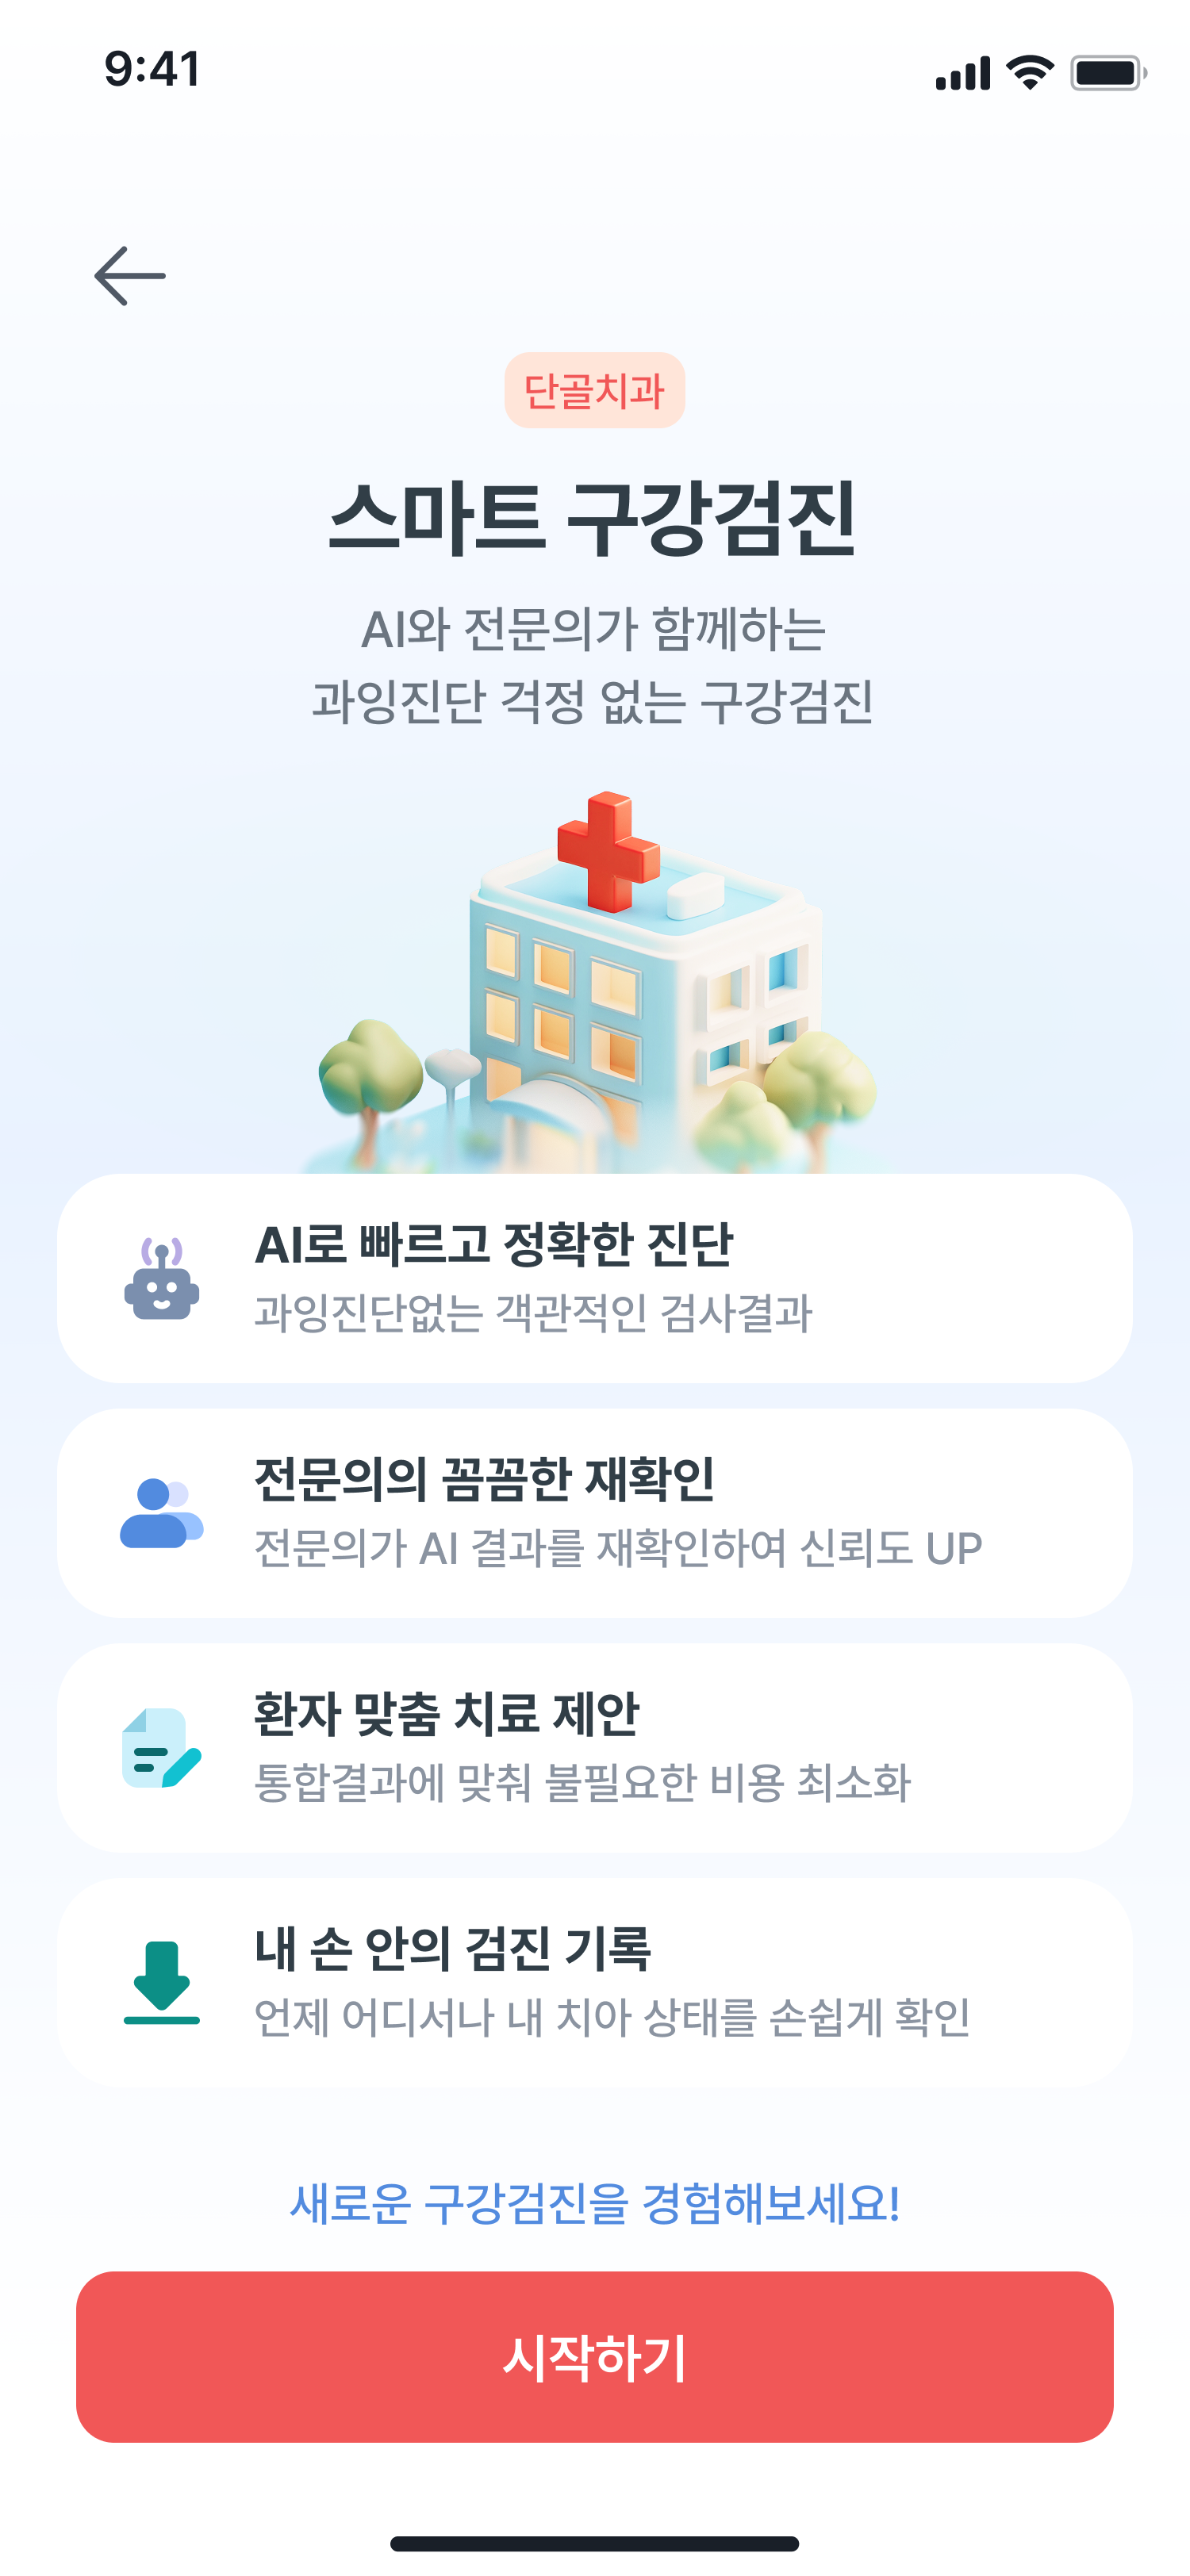 9:41
단골치과
스마트 구강검진
AI와 전문의가 함께하는
과잉진단 걱정 없는 구강검진
AI로 빠르고 정확한 진단
과잉진단없는 객관적인 검사결과
전문의의 꼼꼼한 재확인
전문의가 AI 결과를 재확인하여 신뢰도 UP
환자 맞춤 치료 제안
통합결과에 맞춰 불필요한 비용 최소화
내 손 안의 검진 기록
언제 어디서나 내 치아 상태를 손쉽게 확인
새로운 구강검진을 경험해보세요!
시작하기